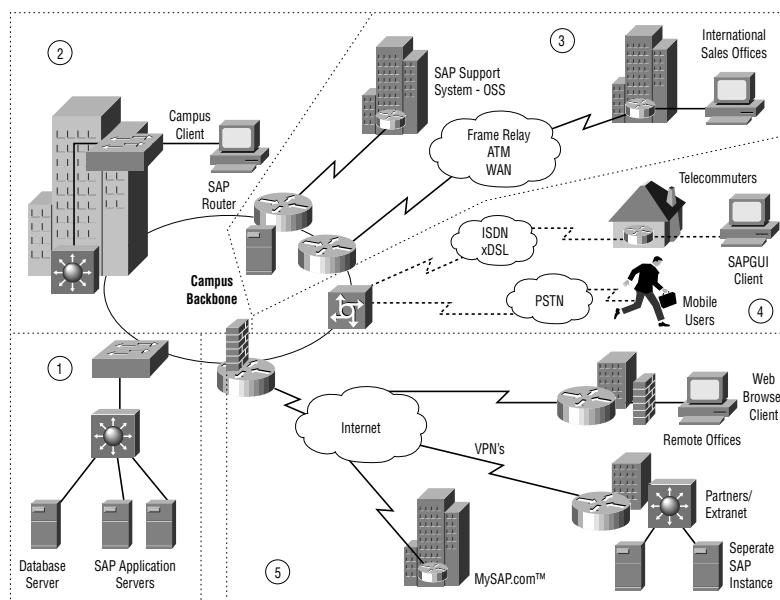 2
Campus
Client
SAP
Router
SAP Support
System - OSS
3
International
Sales Offices
Frame Relay
ATM
WAN
Telecommuters
ISDN
xDSL
SAPGUI
Client
PSTN
Mobile
Users
4
Campus
Backbone
1
Database
Server
SAP Application
Servers
Internet
VPN's
Web
Browse
Client
Remote Offices
Partners/
Extranet
Seperate
SAP
Instance
5
MySAP.com™